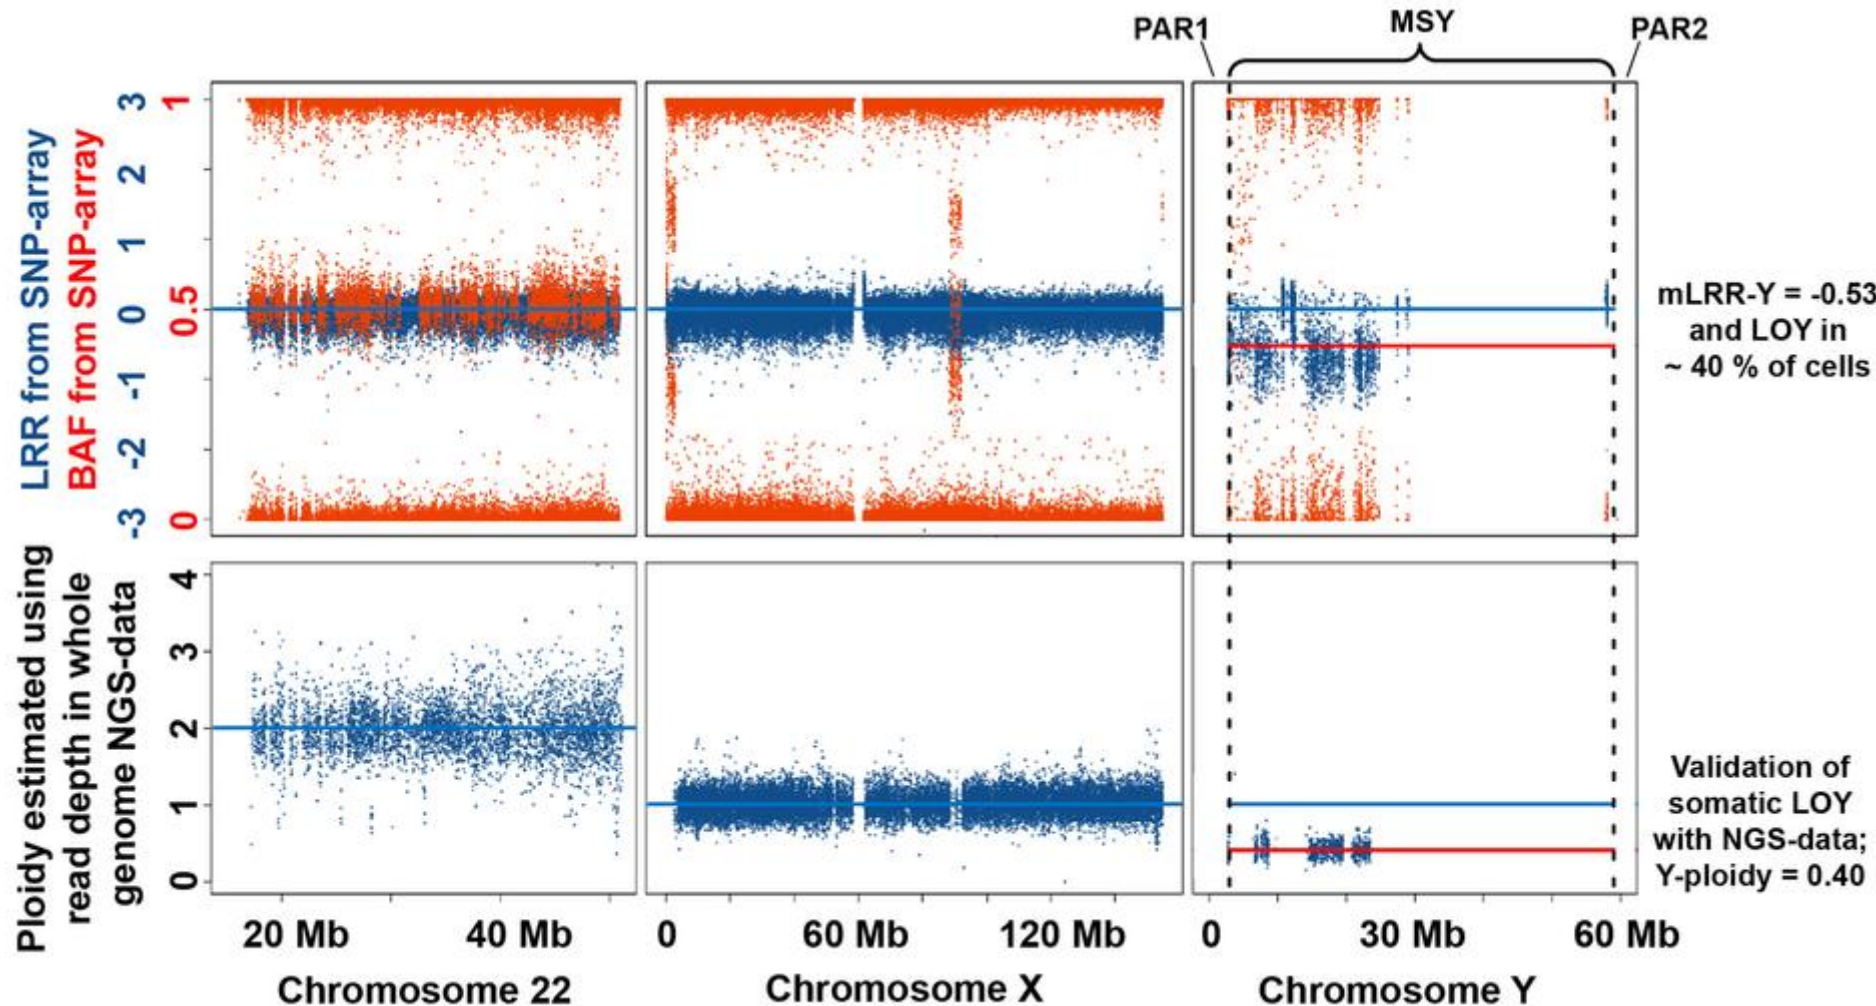 PAR1
MSY
PAR2
LRR from SNP-array
BAF from SNP-array
3
2
1
0
-1
-2
-3
1
0.5
0
mLRR-Y = -0.53
and LOY in
~ 40 % of cells
Ploidy estimated using
read depth in whole
genome NGS-data
4
3
2
1
0
Validation of
somatic LOY
with NGS-data;
Y-ploidy = 0.40
20 Mb 40 Mb
0 60 Mb 120 Mb
0 30 Mb 60 Mb
Chromosome 22
Chromosome X
Chromosome Y